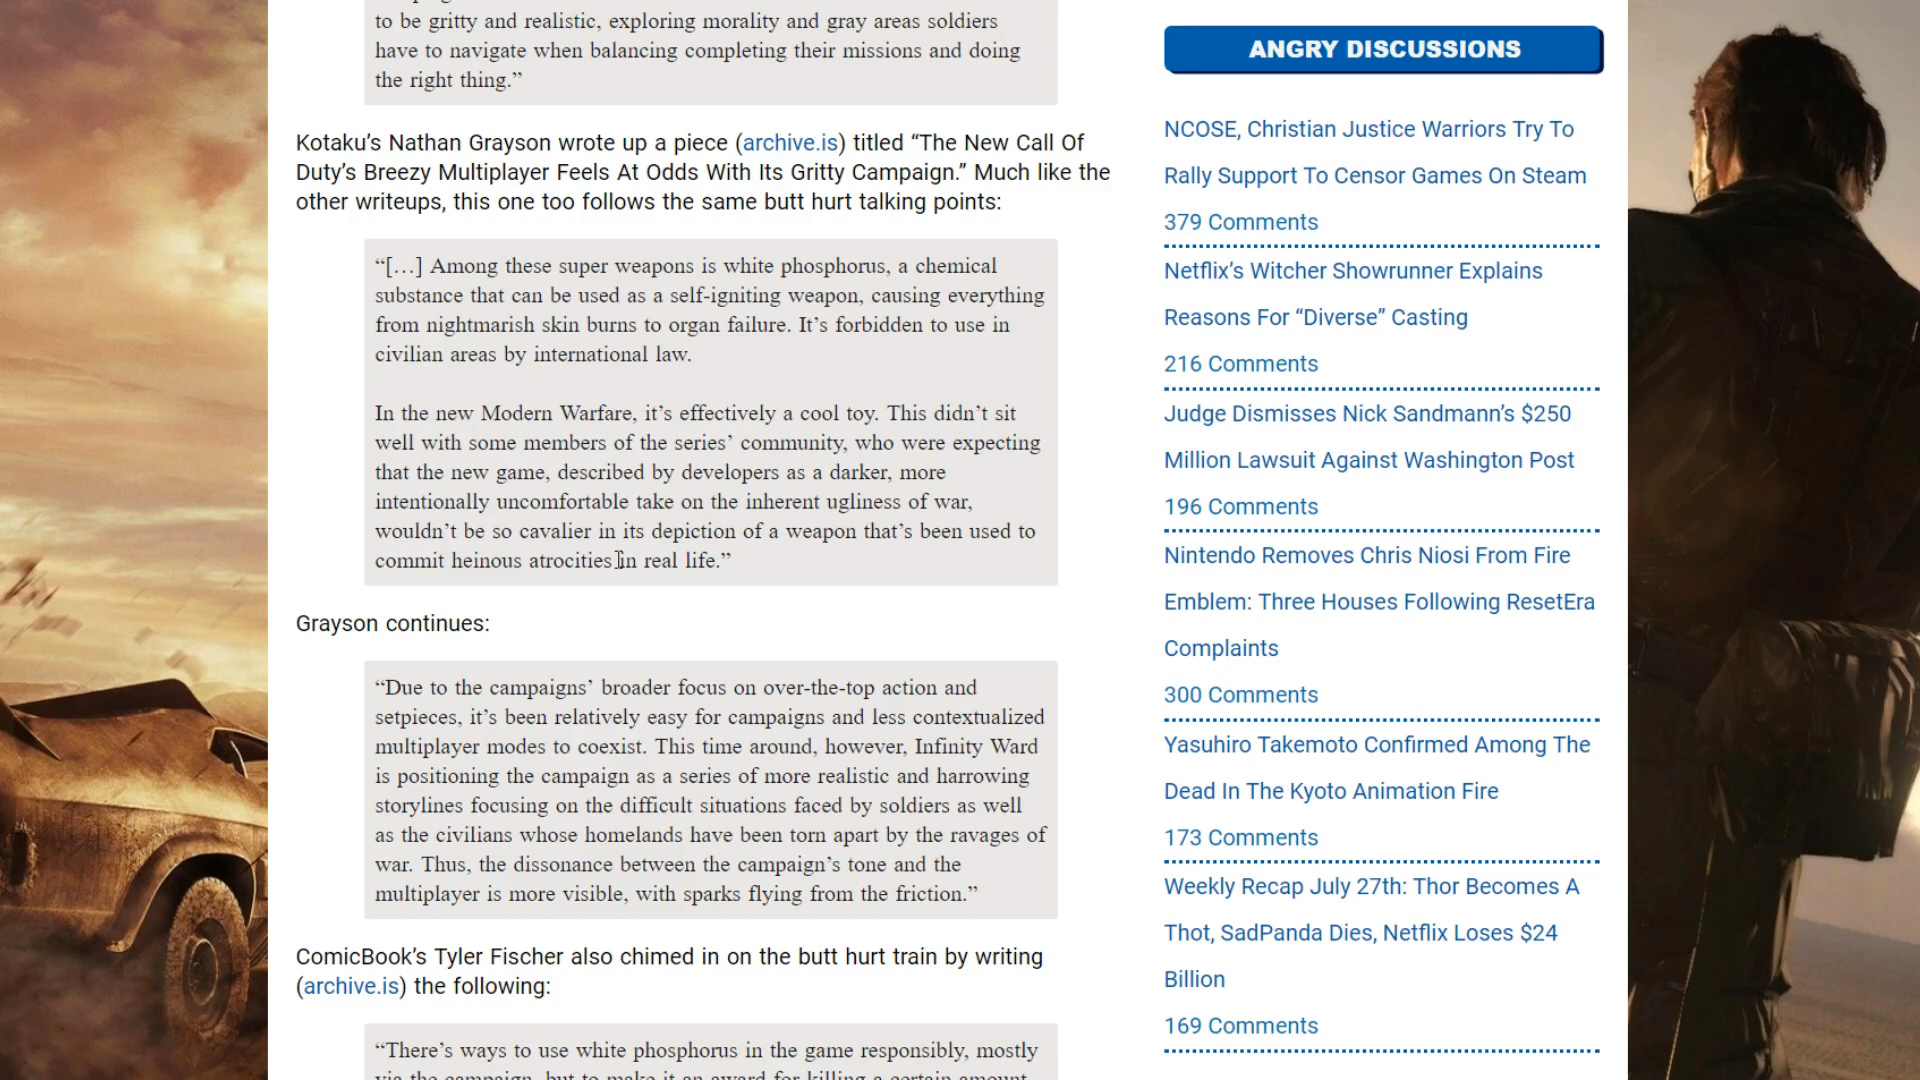 to be gritty and realistic, exploring morality and gray areas soldiers
have to navigate when balancing completing their missions and doing
the right thing.”
Kotaku’s Nathan Grayson wrote up a piece (archive.is) titled “The New Call Of
Duty’s Breezy Multiplayer Feels At Odds With Its Gritty Campaign.” Much like the
other writeups, this one too follows the same butt hurt talking points:
“[…] Among these super weapons is white phosphorus, a chemical
substance that can be used as a self-igniting weapon, causing everything
from nightmarish skin burns to organ failure. It’s forbidden to use in
civilian areas by international law.
In the new Modern Warfare, it’s effectively a cool toy. This didn’t sit
well with some members of the series’ community, who were expecting
that the new game, described by developers as a darker, more
intentionally uncomfortable take on the inherent ugliness of war,
wouldn’t be so cavalier in its depiction of a weapon that’s been used to
commit heinous atrocities in real life.”
Grayson continues:
“Due to the campaigns’ broader focus on over-the-top action and
setpieces, it’s been relatively easy for campaigns and less contextualized
multiplayer modes to coexist. This time around, however, Infinity Ward
is positioning the campaign as a series of more realistic and harrowing
storylines focusing on the difficult situations faced by soldiers as well
as the civilians whose homelands have been torn apart by the ravages of
war. Thus, the dissonance between the campaign’s tone and the
multiplayer is more visible, with sparks flying from the friction.”
ComicBook’s Tyler Fischer also chimed in on the butt hurt train by writing
(archive.is) the following:
“There’s ways to use white phosphorus in the game responsibly, mostly
via the campaign, but to make it an award for killing a certain amount
ANGRY DISCUSSIONS
NCOSE, Christian Justice Warriors Try To
Rally Support To Censor Games On Steam
379 Comments
Netflix’s Witcher Showrunner Explains
Reasons For “Diverse” Casting
216 Comments
Judge Dismisses Nick Sandmann’s $250
Million Lawsuit Against Washington Post
196 Comments
Nintendo Removes Chris Niosi From Fire
Emblem: Three Houses Following ResetEra
Complaints
300 Comments
Yasuhiro Takemoto Confirmed Among The
Dead In The Kyoto Animation Fire
173 Comments
Weekly Recap July 27th: Thor Becomes A
Thot, SadPanda Dies, Netflix Loses $24
Billion
169 Comments